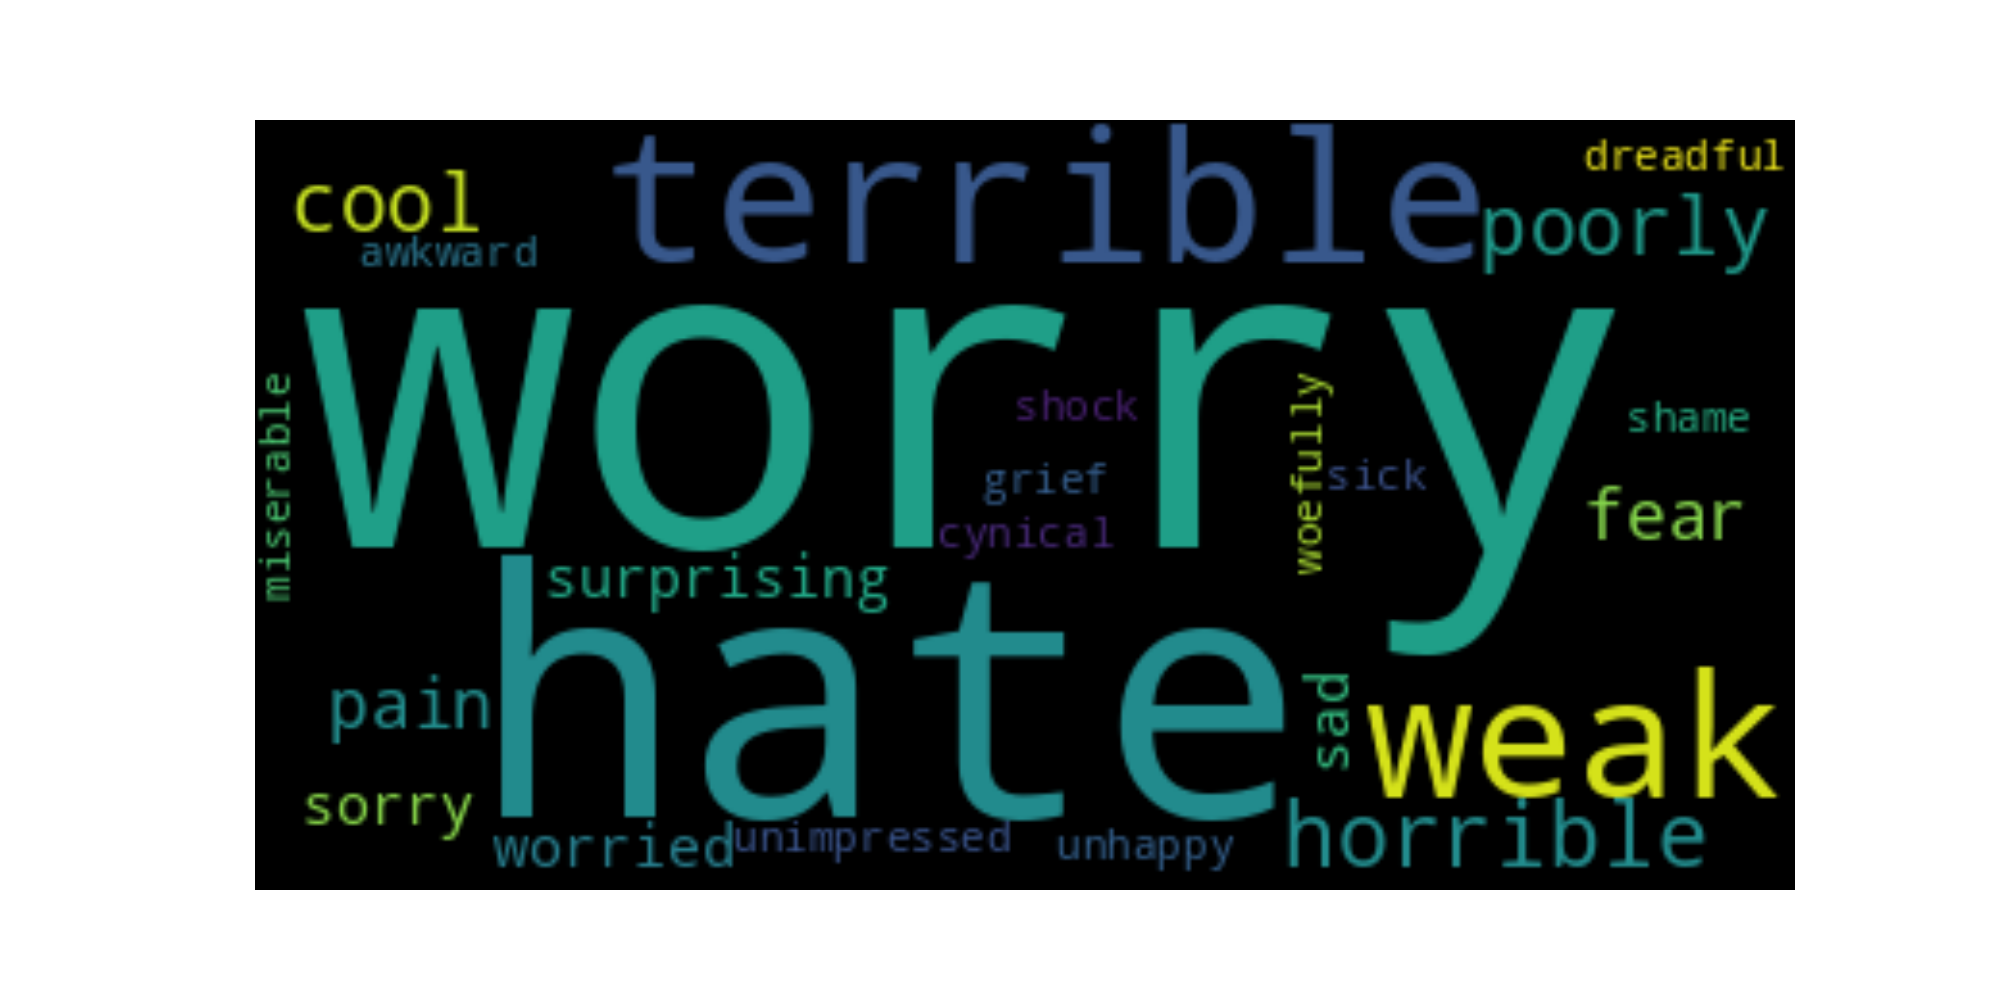 terrible
dreadful
cool
poorly
awkward
worry
miserable
shock
woefully
shame
grief
sick
fear
cynical
surprising
hate
pain
sad
weak
sorry
horrible
worried
unimpressed
unhappy